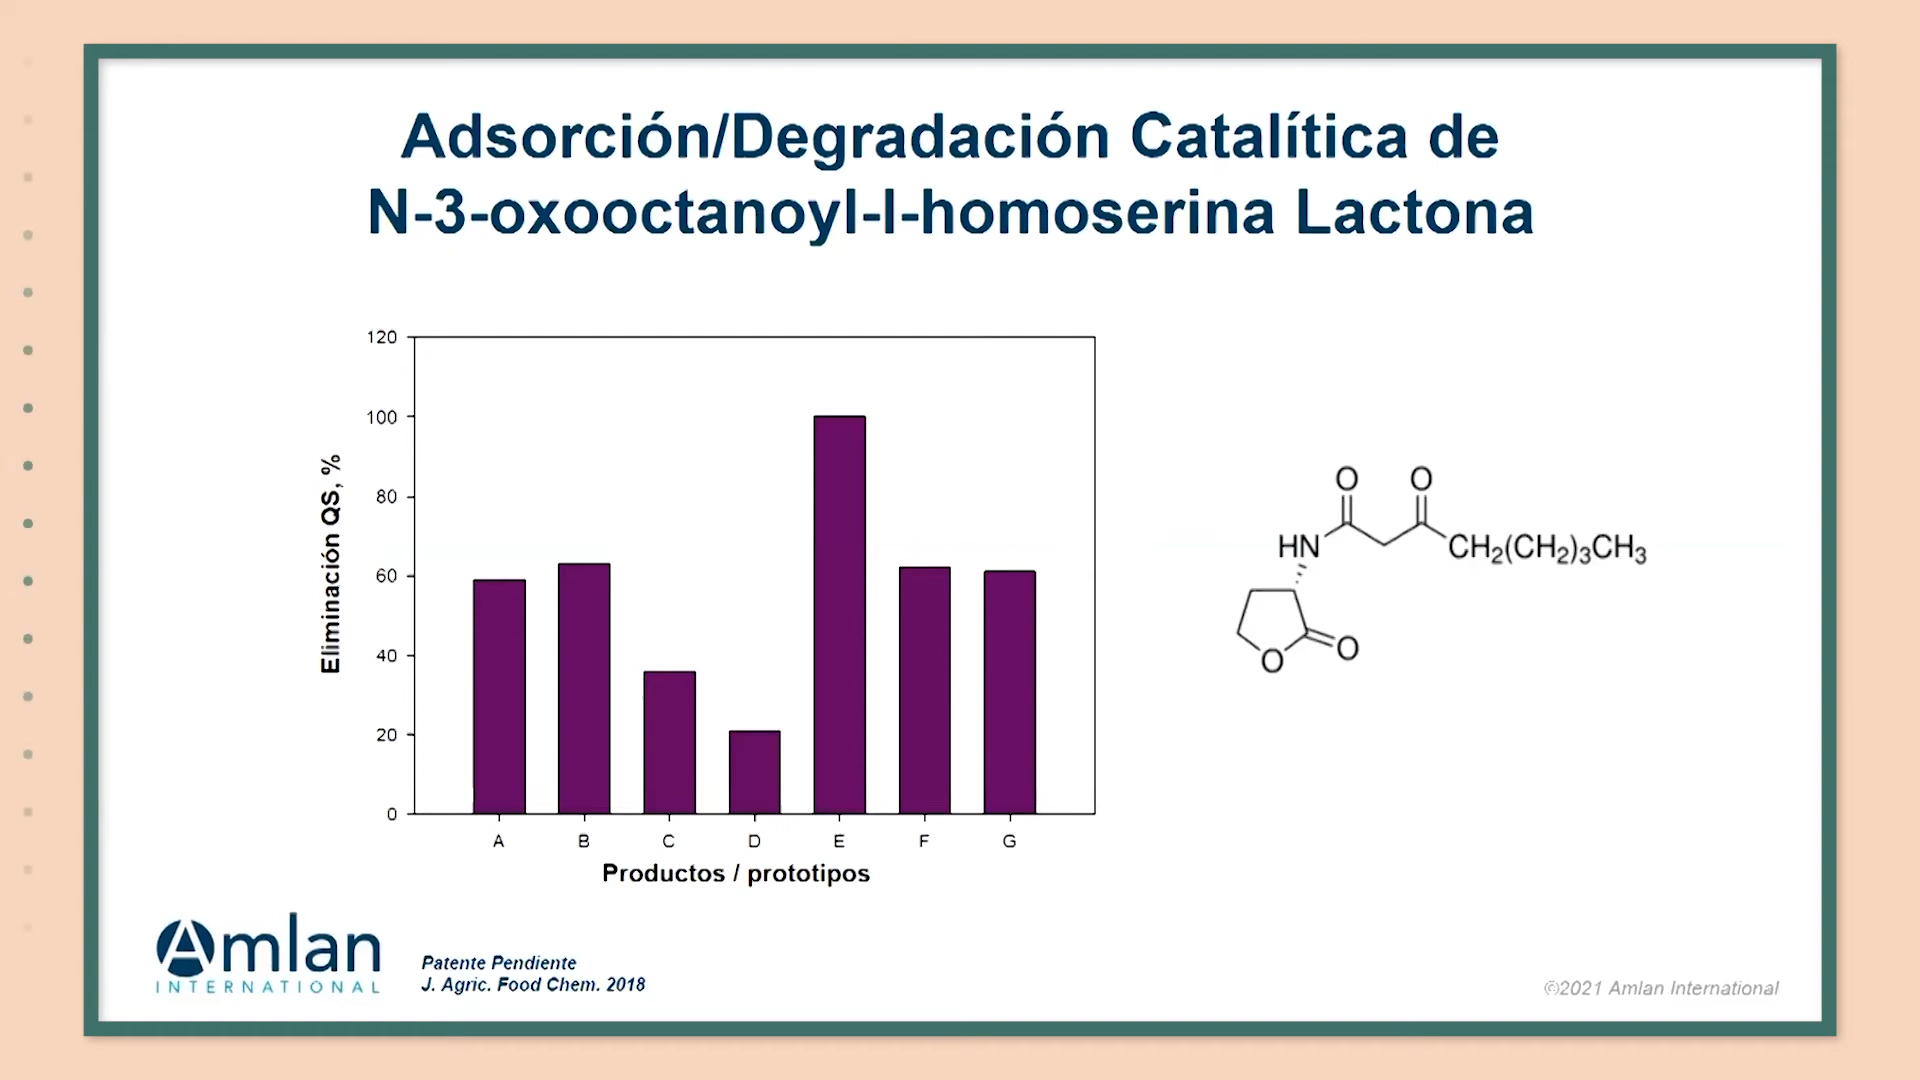 Adsorción/Degradación Catalítica de
N-3-oxooctanoyl-l-homoserina Lactona
120
100
80
60
40
20
0
Eliminación QS, %
A B C D E F G
Productos / prototipos
O O
HN CH₂(CH₂)₃CH₃
O
O
Amlan
INTERNATIONAL
Patente Pendiente
J. Agric. Food Chem. 2018
©2021 Amlan International